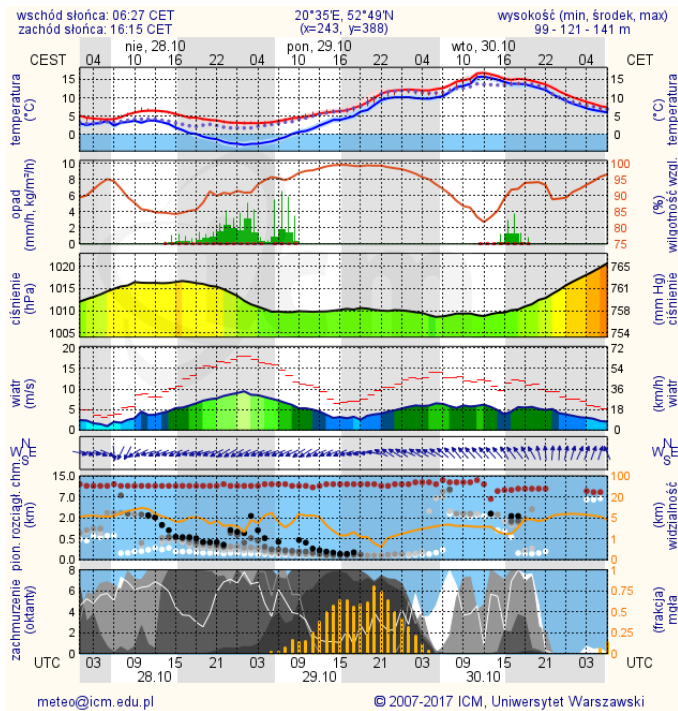 wschód słońca: 06:27 CET 20°35'E, 52°49'N wysokość (min, środek, max)
zachód słońca: 16:15 CET (x=243, y=388) 99 - 121 - 141 m
nie, 28.10 pon, 29.10 wto, 30.10
CEST 04 10 16 22 04 10 16 22 04 10 16 22 04 CET
temperatura (°C) 15 10 5 0 15 10 5 0 temperatura (°C)
opad (mm/h, kg/m²/h) 10 8 6 4 2 0 100 95 90 85 80 75 (%) wilgotność wzgl.
ciśnienie (hPa) 1020 1015 1010 1005 765 761 758 754 (mm Hg) ciśnienie
wiatr (m/s) 20 15 10 5 0 72 54 36 18 0 (km/h) wiatr
N W E S N W E S
pion. rozciągł. chm. (km) 15.0 7.0 2.0 0.5 0.0 100 20 5 1 0 (km) widzialność
zachmurzenie (oktanty) 8 6 4 2 0 1 0.75 0.5 0.25 0 (frakcja) mgła
UTC 03 09 15 21 03 09 15 21 03 09 15 21 03 UTC
28.10 29.10 30.10
meteo@icm.edu.pl © 2007-2017 ICM, Uniwersytet Warszawski